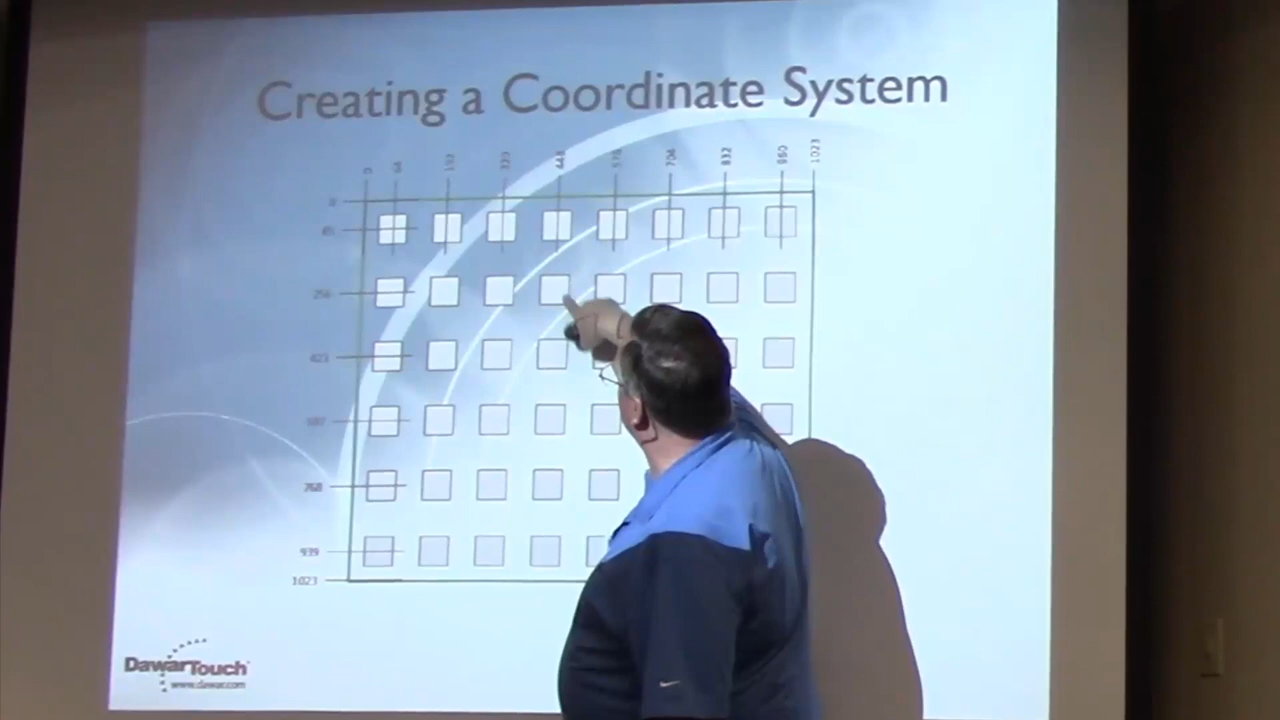 Creating a Coordinate System
0 64 192 320 448 576 704 832 960 1023
0
85
256
423
597
768
939
1023
DawarTouch
www.dawar.com